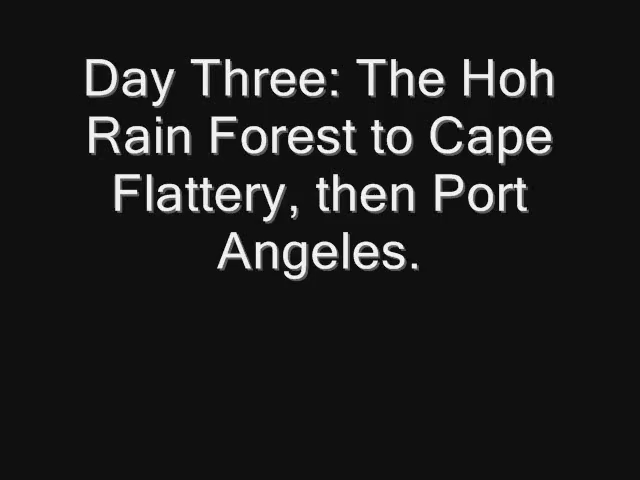 Day Three: The Hoh
Rain Forest to Cape
Flattery, then Port
Angeles.